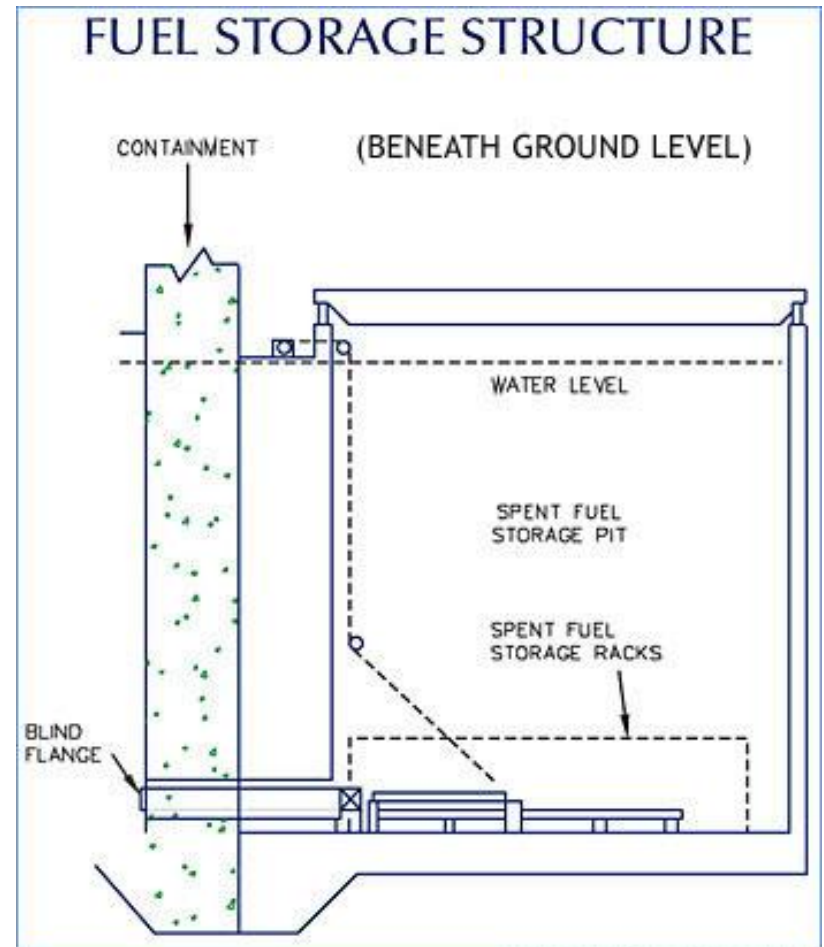 FUEL STORAGE STRUCTURE
CONTAINMENT
(BENEATH GROUND LEVEL)
WATER LEVEL
SPENT FUEL
STORAGE PIT
SPENT FUEL
STORAGE RACKS
BLIND
FLANGE